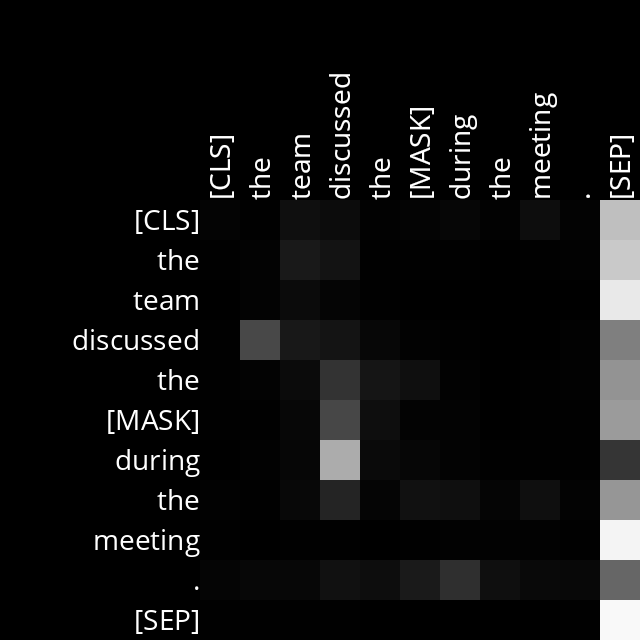 [CLS]
the
team
discussed
the
[MASK]
during
the
meeting
.
[SEP]
[CLS]
the
team
discussed
the
[MASK]
during
the
meeting
.
[SEP]